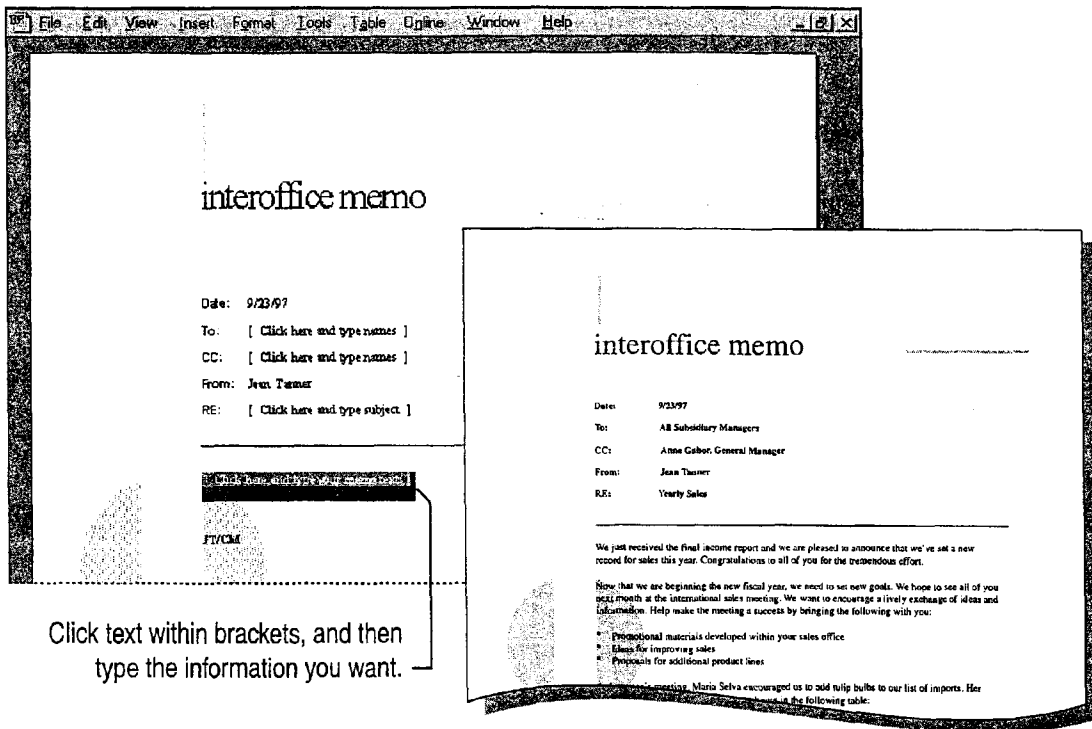 File Edit View Insert Format Tools Table Online Window Help
interoffice memo
Date: 9/23/97
To: [ Click here and type names ]
CC: [ Click here and type names ]
From: Jean Tanner
RE: [ Click here and type subject ]
[ Click here and type your memo text ]
Click text within brackets, and then
type the information you want.
interoffice memo
Date: 9/23/97
To: All Subsidiary Managers
CC: Anne Gabor, General Manager
From: Jean Tanner
RE: Yearly Sales
We just received the final income report and we are pleased to announce that we've set a new
record for sales this year. Congratulations to all of you for the tremendous effort.
Now that we are beginning the new fiscal year, we need to set new goals. We hope to see all of you
next month at the international sales meeting. We want to encourage a lively exchange of ideas and
information. Help make the meeting a success by bringing the following with you:
• Promotional materials developed within your sales office
• Ideas for improving sales
• Proposals for additional product lines
meeting, Maria Selva encouraged us to add tulip bulbs to our list of imports. Her
in the following table: